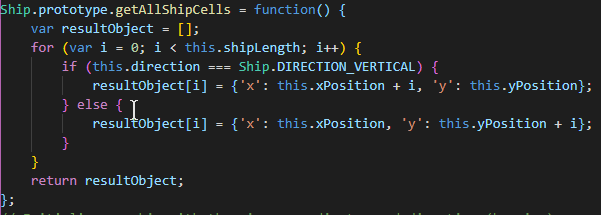 Ship.prototype.getAllShipCells = function() {
var resultObject = [];
for (var i = 0; i < this.shipLength; i++) {
if (this.direction === Ship.DIRECTION_VERTICAL) {
resultObject[i] = {'x': this.xPosition + i, 'y': this.yPosition};
} else {
resultObject[i] = {'x': this.xPosition, 'y': this.yPosition + i};
}
}
return resultObject;
};